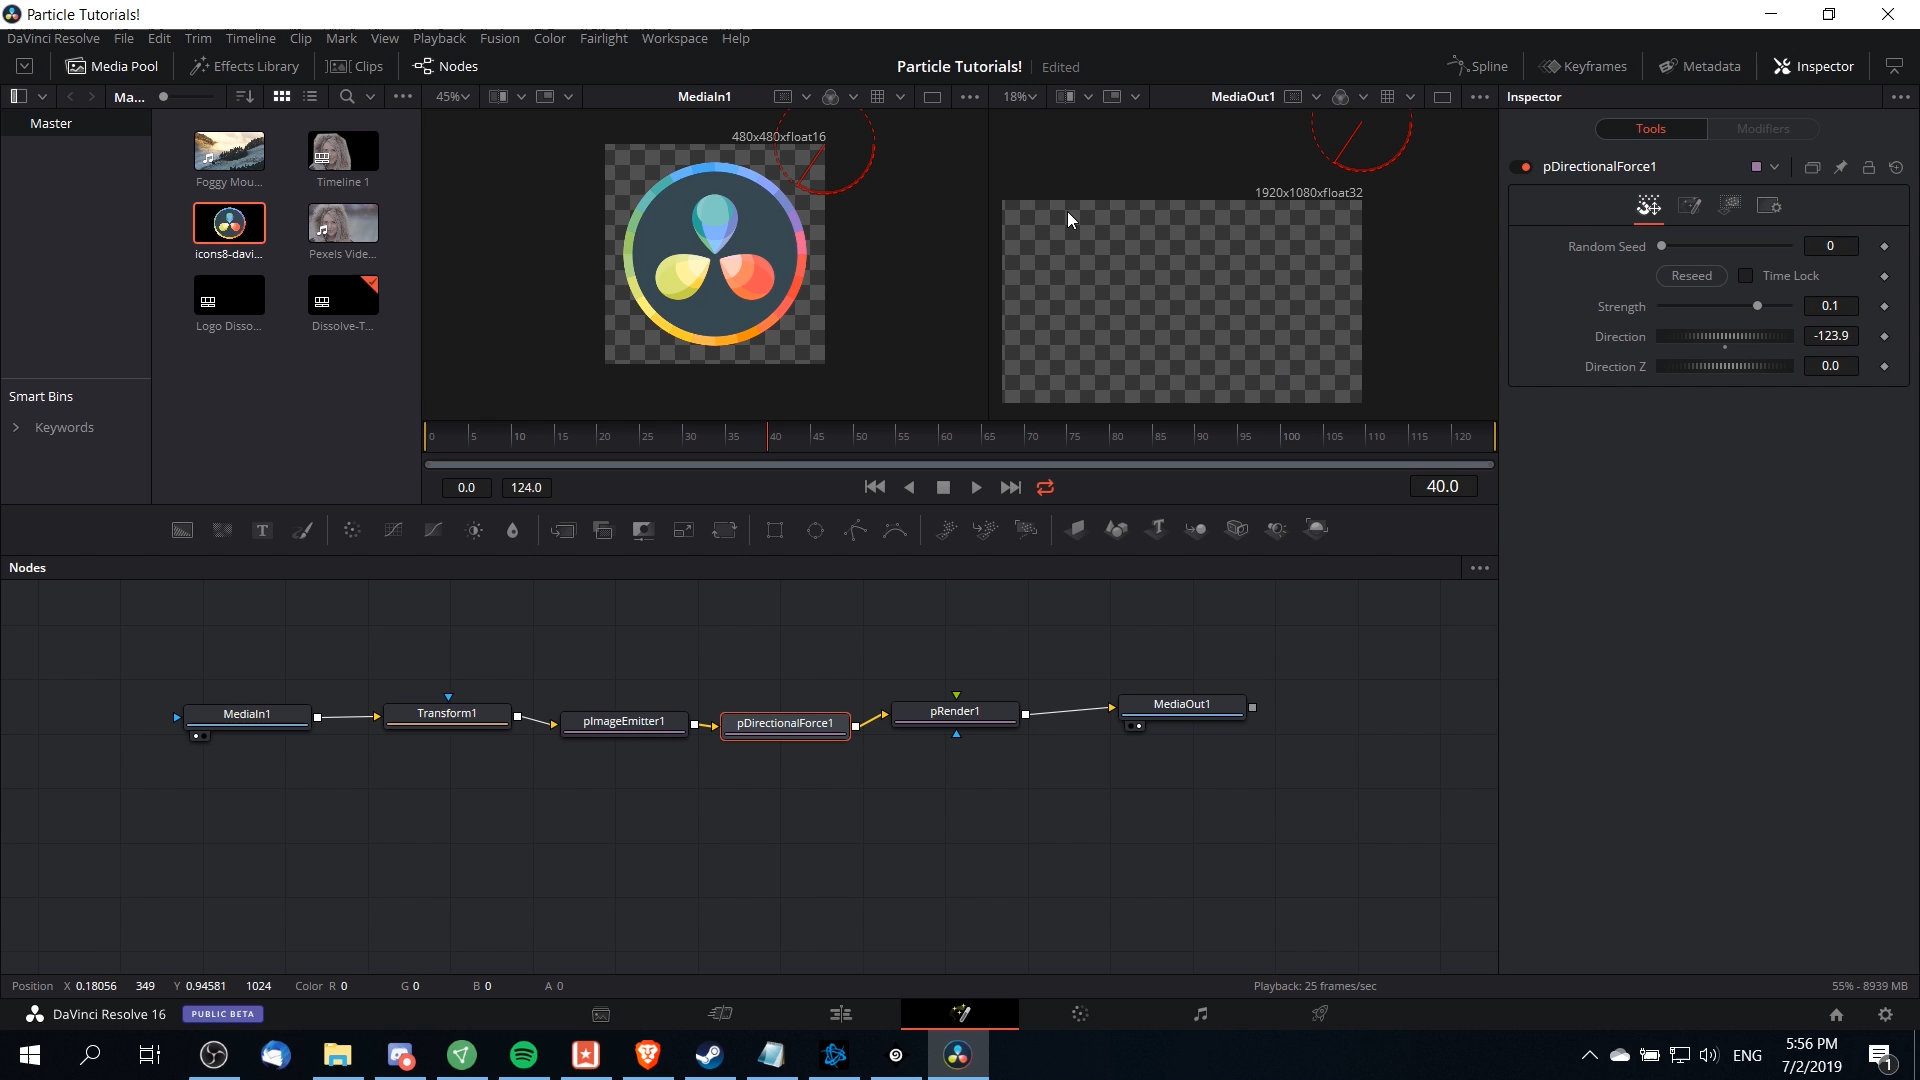 Particle Tutorials!
DaVinci Resolve File Edit Trim Timeline Clip Mark View Playback Fusion Color Fairlight Workspace Help
Media Pool Effects Library Clips Nodes Particle Tutorials! Edited Spline Keyframes Metadata Inspector
Ma... 45% MediaIn1 18% MediaOut1 Inspector
Master
Foggy Mou...
Timeline 1
icons8-davi...
Pexels Vide...
Logo Disso...
Dissolve-T...
Smart Bins
Keywords
480x480xfloat16
1920x1080xfloat32
Tools Modifiers
pDirectionalForce1
Random Seed 0
Reseed Time Lock
Strength 0.1
Direction -123.9
Direction Z 0.0
0 5 10 15 20 25 30 35 40 45 50 55 60 65 70 75 80 85 90 95 100 105 110 115 120
0.0 124.0 40.0
T
Nodes
MediaIn1
Transform1
pImageEmitter1
pDirectionalForce1
pRender1
MediaOut1
Position X 0.18056 349 Y 0.94581 1024 Color R 0 G 0 B 0 A 0 Playback: 25 frames/sec 55% - 8939 MB
DaVinci Resolve 16 PUBLIC BETA
ENG
5:56 PM
7/2/2019
1